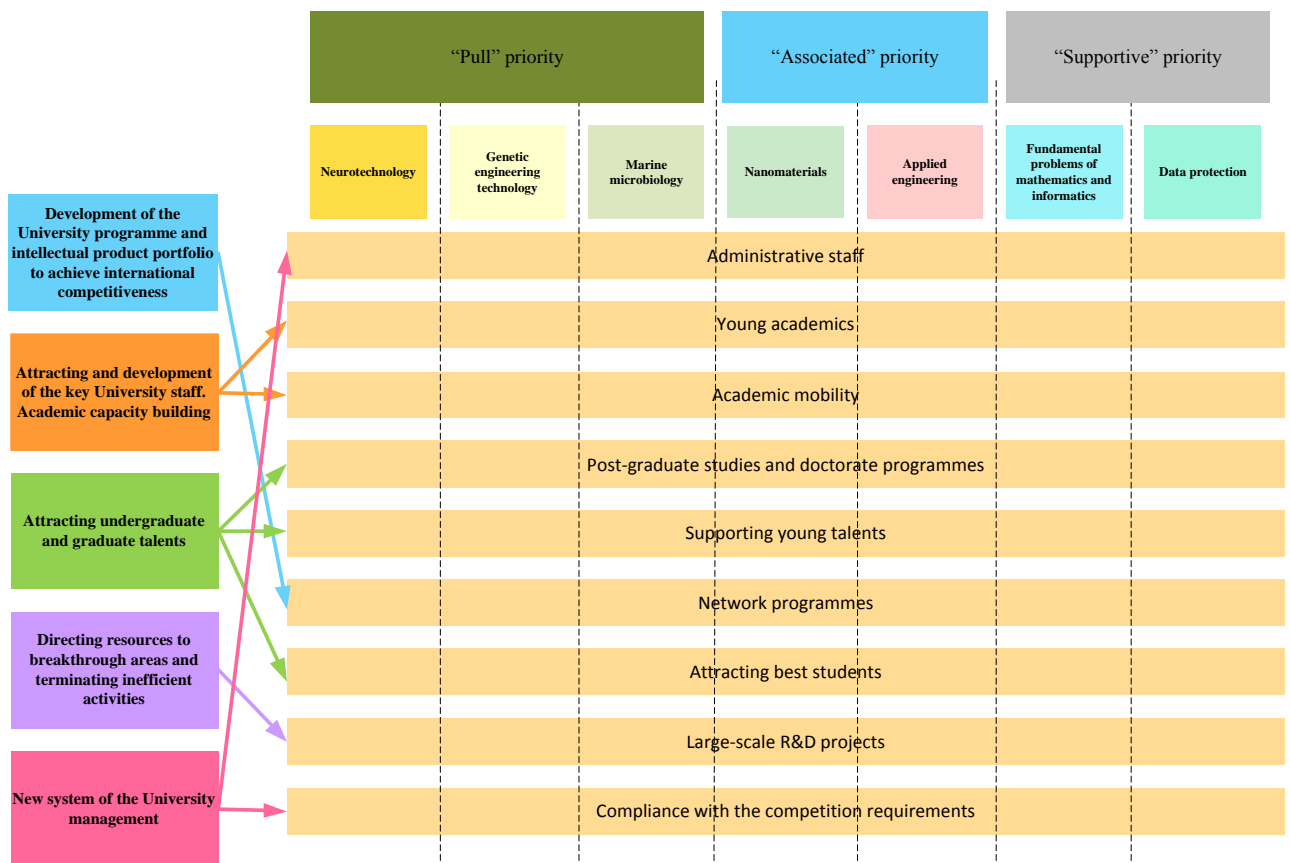 “Pull” priority
“Associated” priority
“Supportive” priority
Neurotechnology
Genetic
engineering
technology
Marine
microbiology
Nanomaterials
Applied
engineering
Fundamental
problems of
mathematics and
informatics
Data protection
Development of the
University programme and
intellectual product portfolio
to achieve international
competitiveness
Attracting and development
of the key University staff.
Academic capacity building
Attracting undergraduate
and graduate talents
Directing resources to
breakthrough areas and
terminating inefficient
activities
New system of the University
management
Administrative staff
Young academics
Academic mobility
Post-graduate studies and doctorate programmes
Supporting young talents
Network programmes
Attracting best students
Large-scale R&D projects
Compliance with the competition requirements